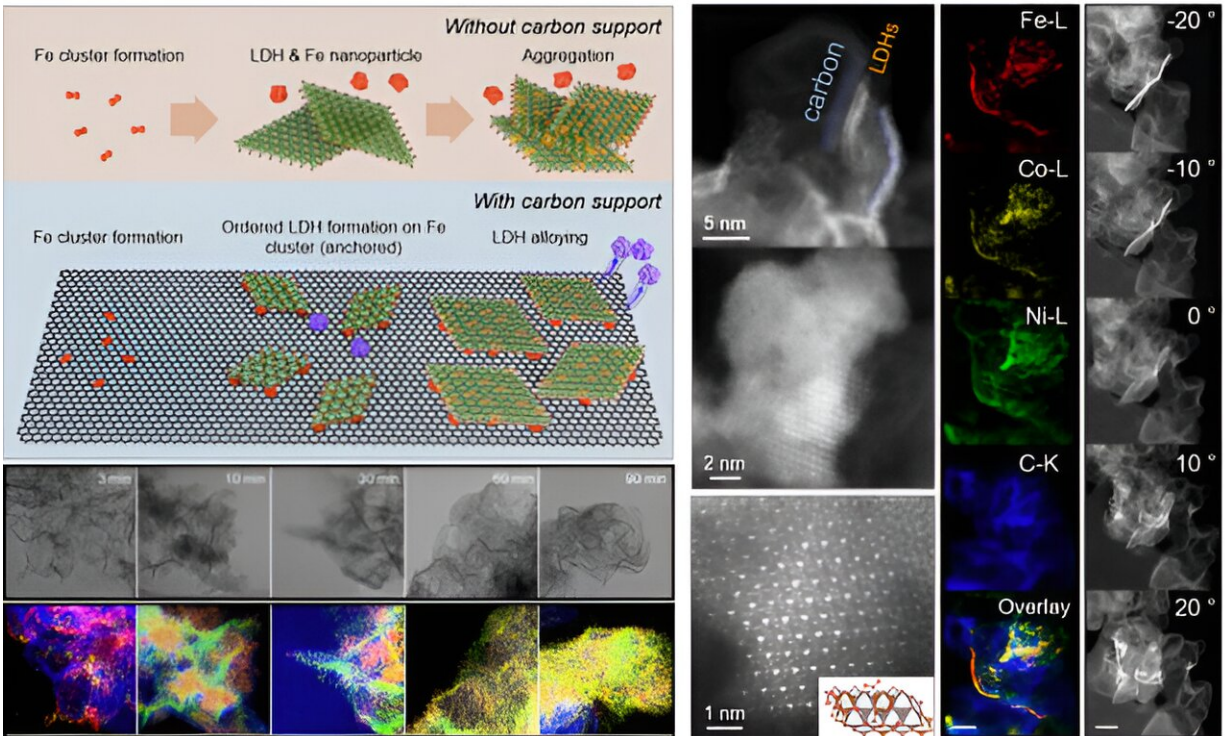 Without carbon support
Fe cluster formation
LDH & Fe nanoparticle
Aggregation
With carbon support
Fe cluster formation
Ordered LDH formation on Fe
cluster (anchored)
LDH alloying
3 min
10 min
30 min
60 min
90 min
carbon
LDHs
5 nm
2 nm
1 nm
Fe-L
Co-L
Ni-L
C-K
Overlay
-20 °
-10 °
0 °
10 °
20 °